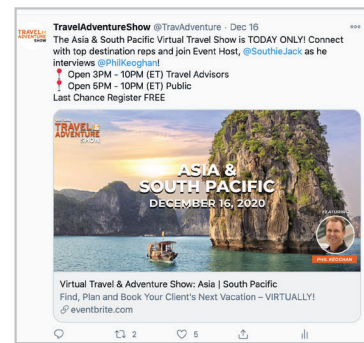 TravelAdventureShow @TravAdventure · Dec 16
The Asia & South Pacific Virtual Travel Show is TODAY ONLY! Connect
with top destination reps and join Event Host, @SouthieJack as he
interviews @PhilKeoghan!
📍 Open 3PM - 10PM (ET) Travel Advisors
📍 Open 5PM - 10PM (ET) Public
Last Chance Register FREE
TRAVEL &
ADVENTURE
SHOW
ASIA &
SOUTH PACIFIC
DECEMBER 16, 2020
FEATURING
PHIL KEOGHAN
Virtual Travel & Adventure Show: Asia | South Pacific
Find, Plan and Book Your Client's Next Vacation – VIRTUALLY!
eventbrite.com
2
5